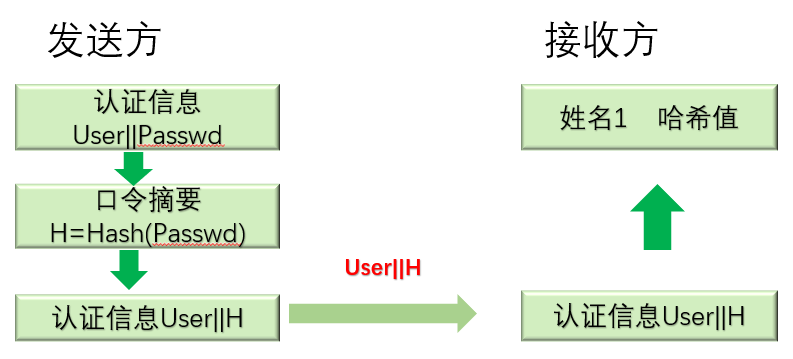 发送方
接收方
认证信息
User||Passwd
姓名1 哈希值
口令摘要
H=Hash(Passwd)
User||H
认证信息User||H
认证信息User||H